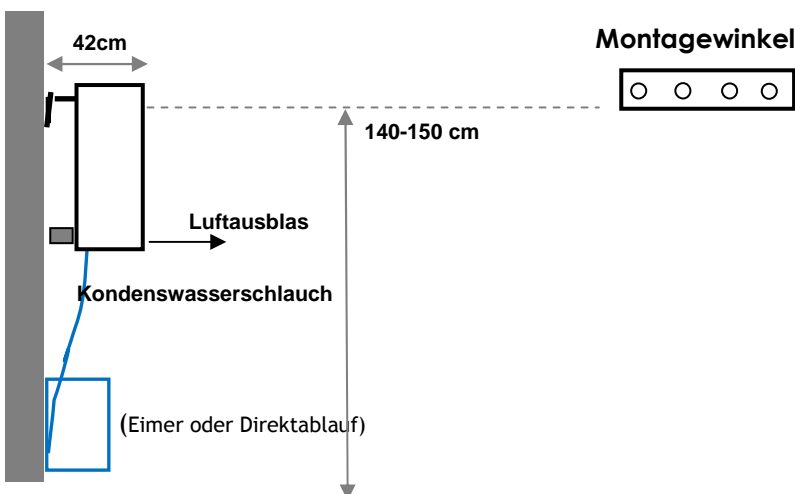 42cm
Montagewinkel
140-150 cm
Luftausblas
Kondenswasserschlauch
(Eimer oder Direktablauf)